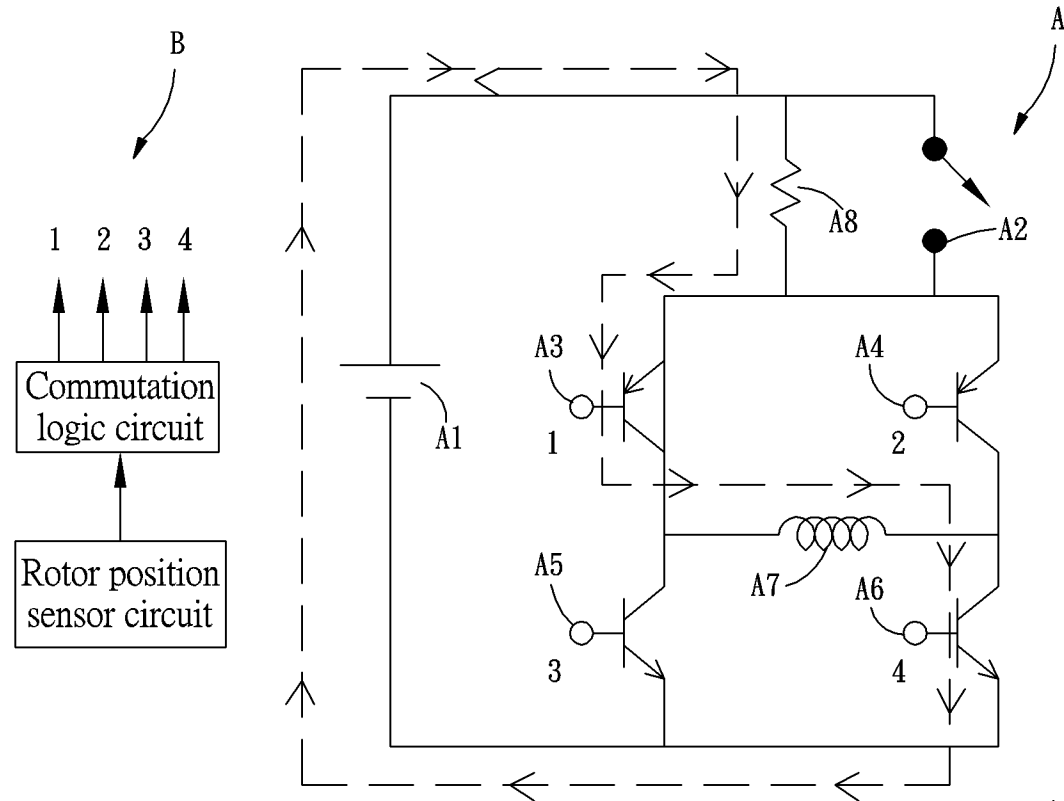 B
A
1 2 3 4
A8
A2
Commutation
logic circuit
A3
A4
A1
1
2
Rotor position
sensor circuit
A5
A7
A6
3
4